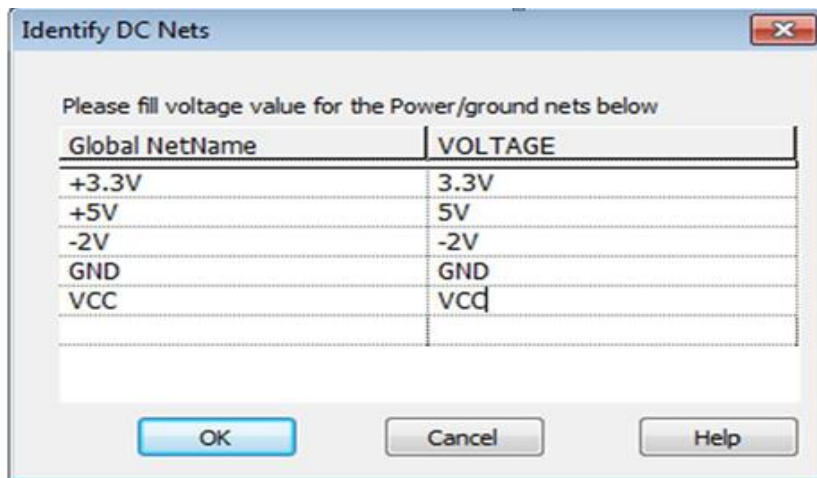 Identify DC Nets
Please fill voltage value for the Power/ground nets below
Global NetName VOLTAGE
+3.3V 3.3V
+5V 5V
-2V -2V
GND GND
VCC VCC
OK Cancel Help